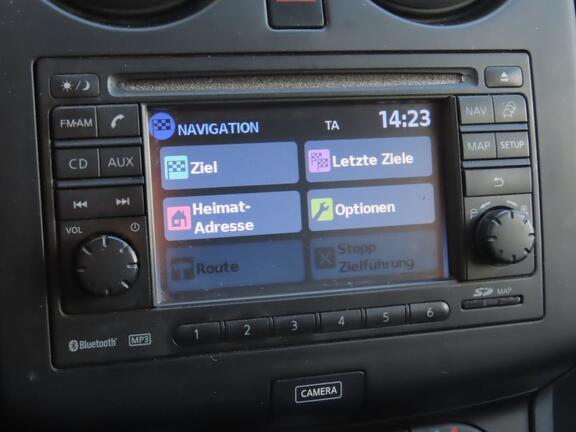 FM·AM
CD
AUX
VOL
NAVIGATION
TA
14:23
Ziel
Letzte Ziele
Heimat-
Adresse
Optionen
Route
Stopp
Zielführung
NAV
MAP
SETUP
SD MAP
1 2 3 4 5 6
Bluetooth
MP3
CAMERA